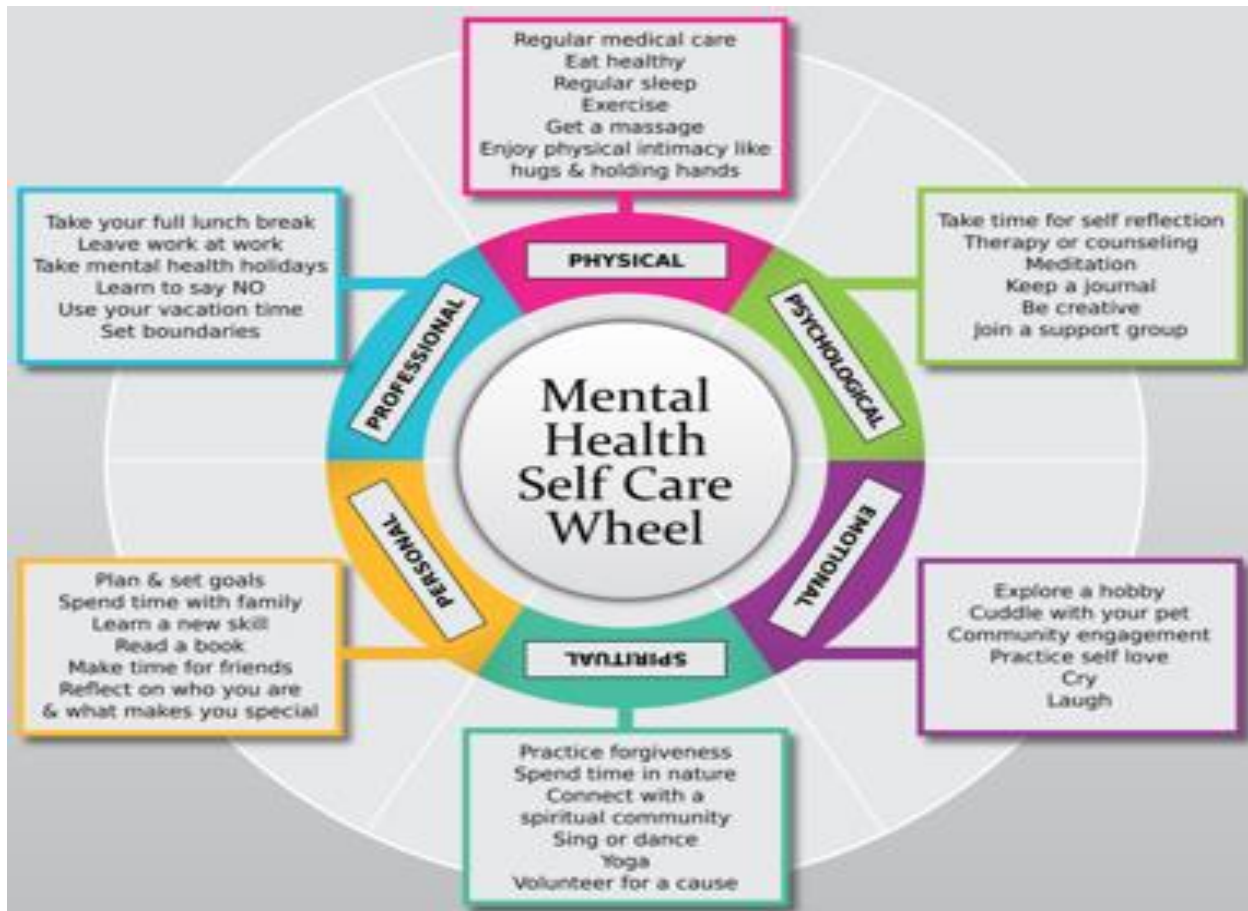 Regular medical care
Eat healthy
Regular sleep
Exercise
Get a massage
Enjoy physical intimacy like
hugs & holding hands
PHYSICAL
Take your full lunch break
Leave work at work
Take mental health holidays
Learn to say NO
Use your vacation time
Set boundaries
PROFESSIONAL
Take time for self reflection
Therapy or counseling
Meditation
Keep a journal
Be creative
Join a support group
PSYCHOLOGICAL
Mental
Health
Self Care
Wheel
Plan & set goals
Spend time with family
Learn a new skill
Read a book
Make time for friends
Reflect on who you are
& what makes you special
PERSONAL
Explore a hobby
Cuddle with your pet
Community engagement
Practice self love
Cry
Laugh
EMOTIONAL
SPIRITUAL
Practice forgiveness
Spend time in nature
Connect with a
spiritual community
Sing or dance
Yoga
Volunteer for a cause